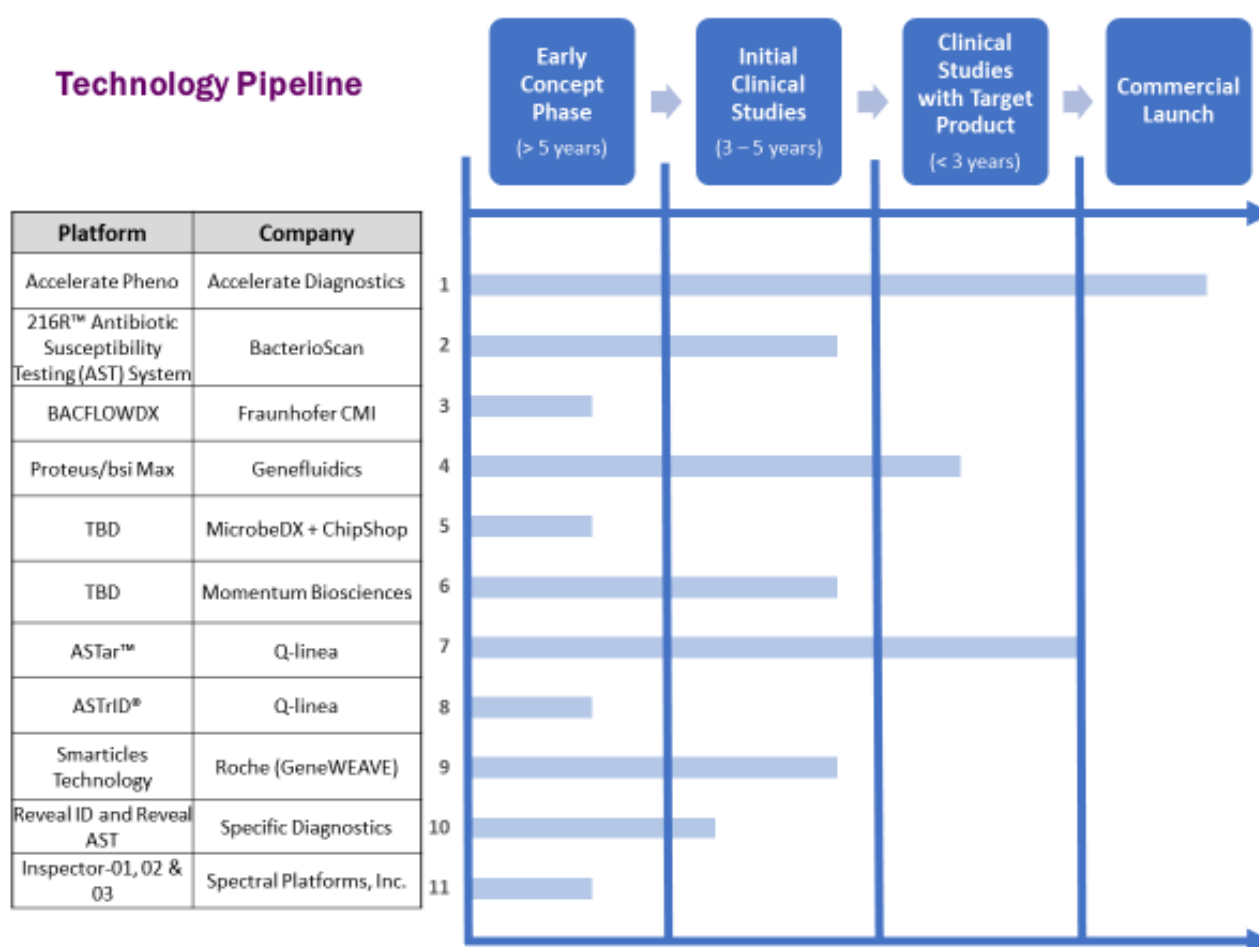 Technology Pipeline
Early
Concept
Phase
(> 5 years)
Initial
Clinical
Studies
(3 – 5 years)
Clinical
Studies
with Target
Product
(< 3 years)
Commercial
Launch
Platform Company
Accelerate Pheno Accelerate Diagnostics 1
216R™ Antibiotic
Susceptibility
Testing (AST) System
BacterioScan 2
BACFLOWDX Fraunhofer CMI 3
Proteus/bsi Max Genefluidics 4
TBD MicrobeDX + ChipShop 5
TBD Momentum Biosciences 6
ASTar™ Q-linea 7
ASTrID® Q-linea 8
Smarticles
Technology
Roche (GeneWEAVE) 9
Reveal ID and Reveal
AST
Specific Diagnostics 10
Inspector-01, 02 &
03
Spectral Platforms, Inc. 11